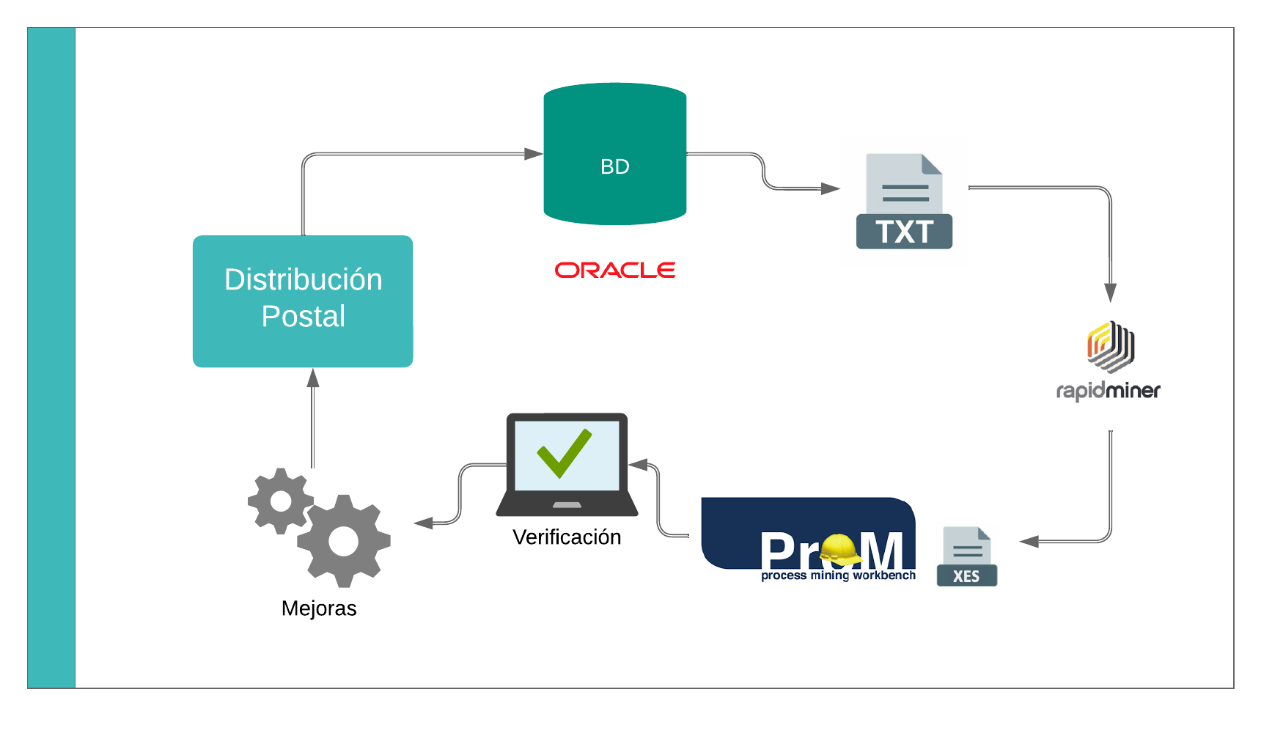 BD
ORACLE
TXT
Distribución
Postal
rapidminer
Verificación
ProM
process mining workbench
XES
Mejoras